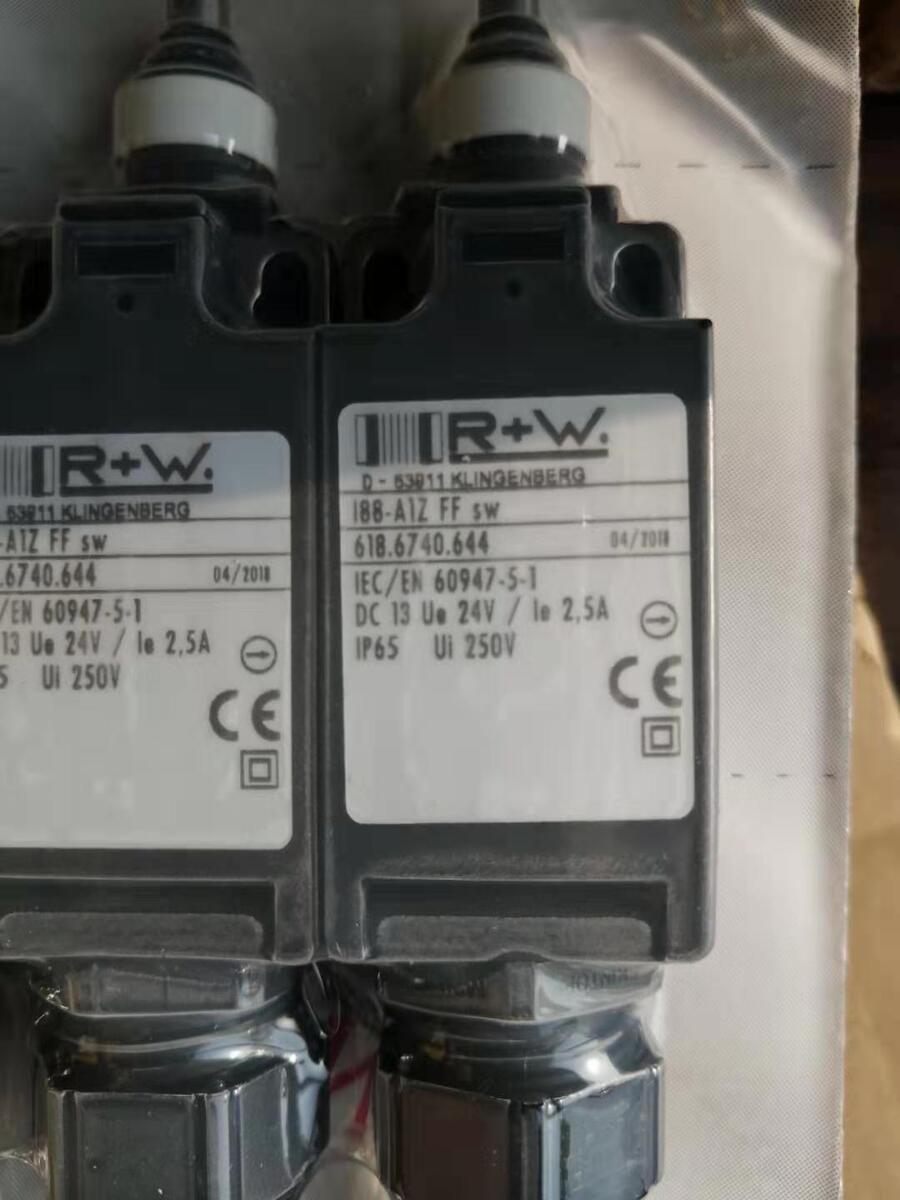 R+W.
63911 KLINGENBERG
-A1Z FF sw
.6740.644 04/2018
/EN 60947-5-1
13 Ue 24V / Ie 2,5A
5 Ui 250V
CE
R+W.
D - 63911 KLINGENBERG
I88-A1Z FF sw
618.6740.644 04/2018
IEC/EN 60947-5-1
DC 13 Ue 24V / Ie 2,5A
IP65 Ui 250V
CE